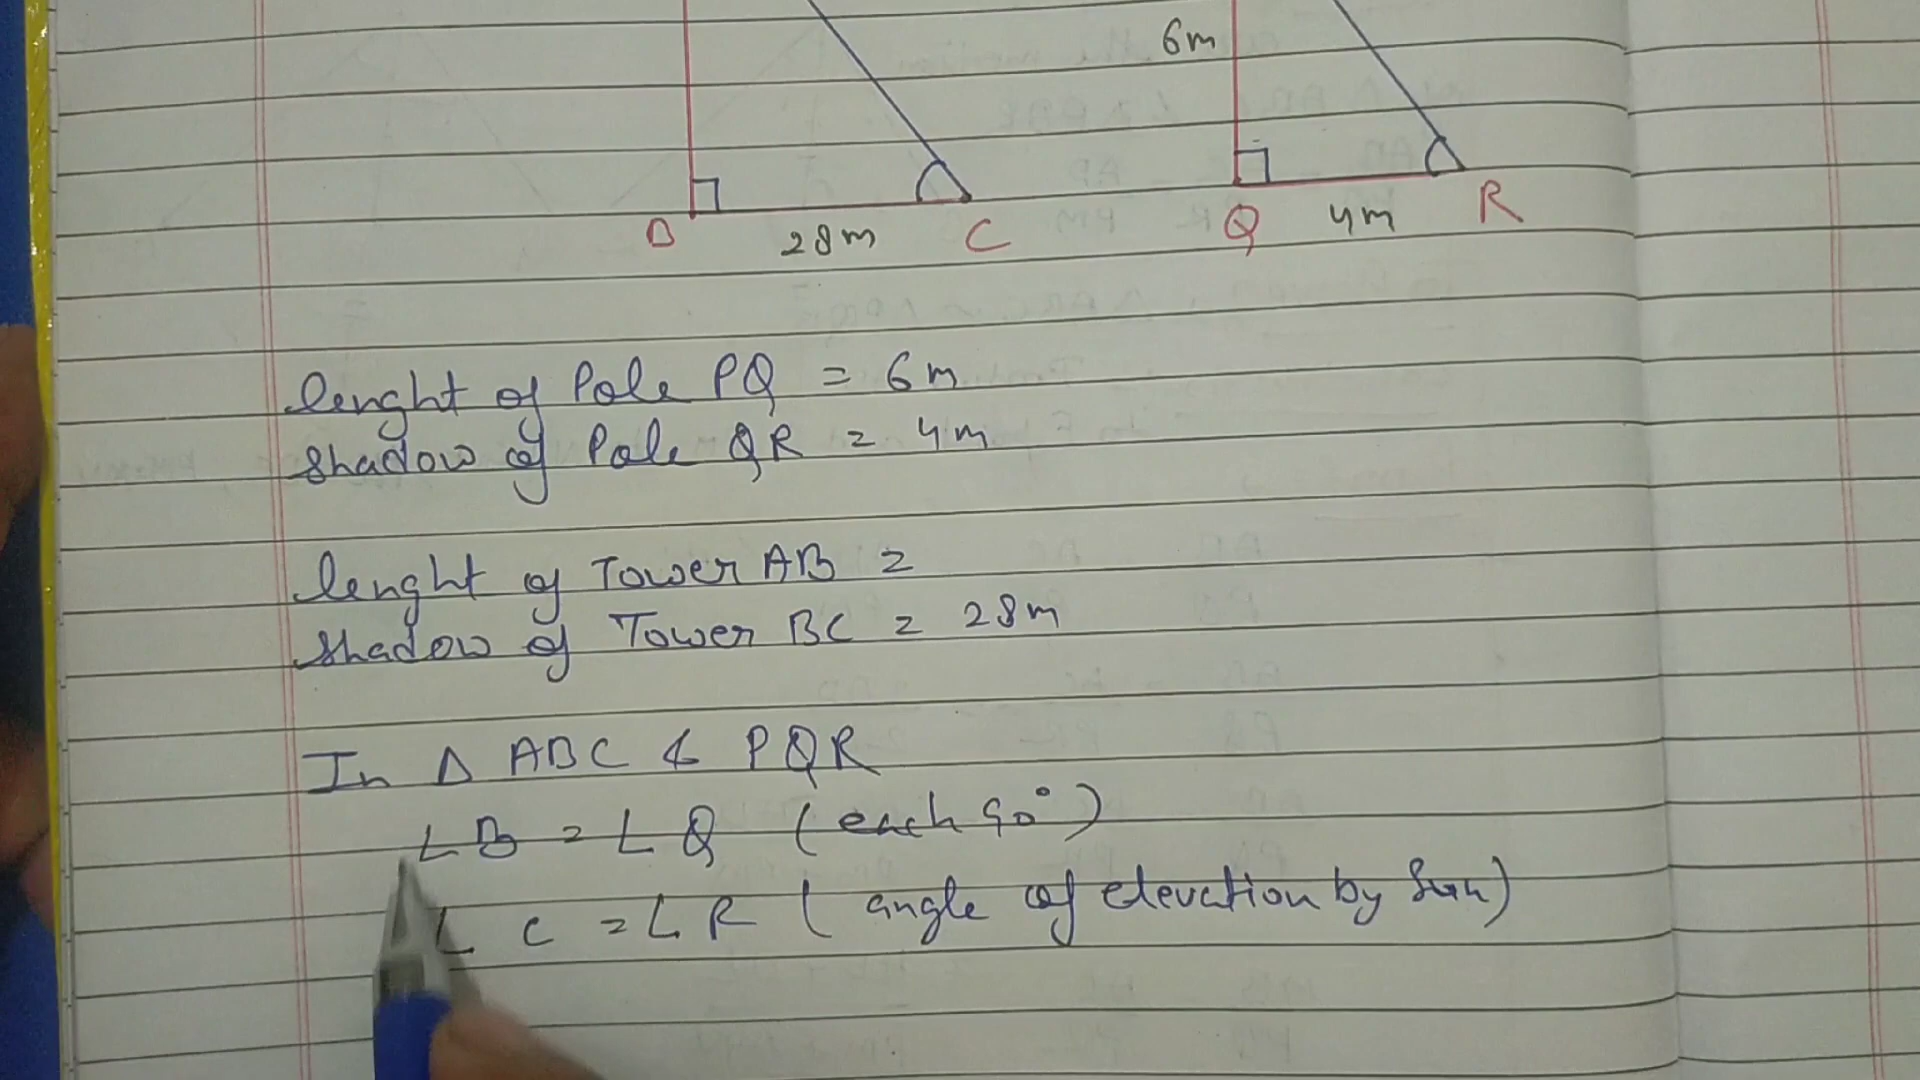 6m
B 28m C Q 4m R
lenght of Pole PQ = 6m
shadow of Pole QR = 4m
lenght of Tower AB =
shadow of Tower BC = 28m
In Δ ABC & PQR
∠B = ∠Q (each 90°)
∠C = ∠R (angle of elevation by Sun)